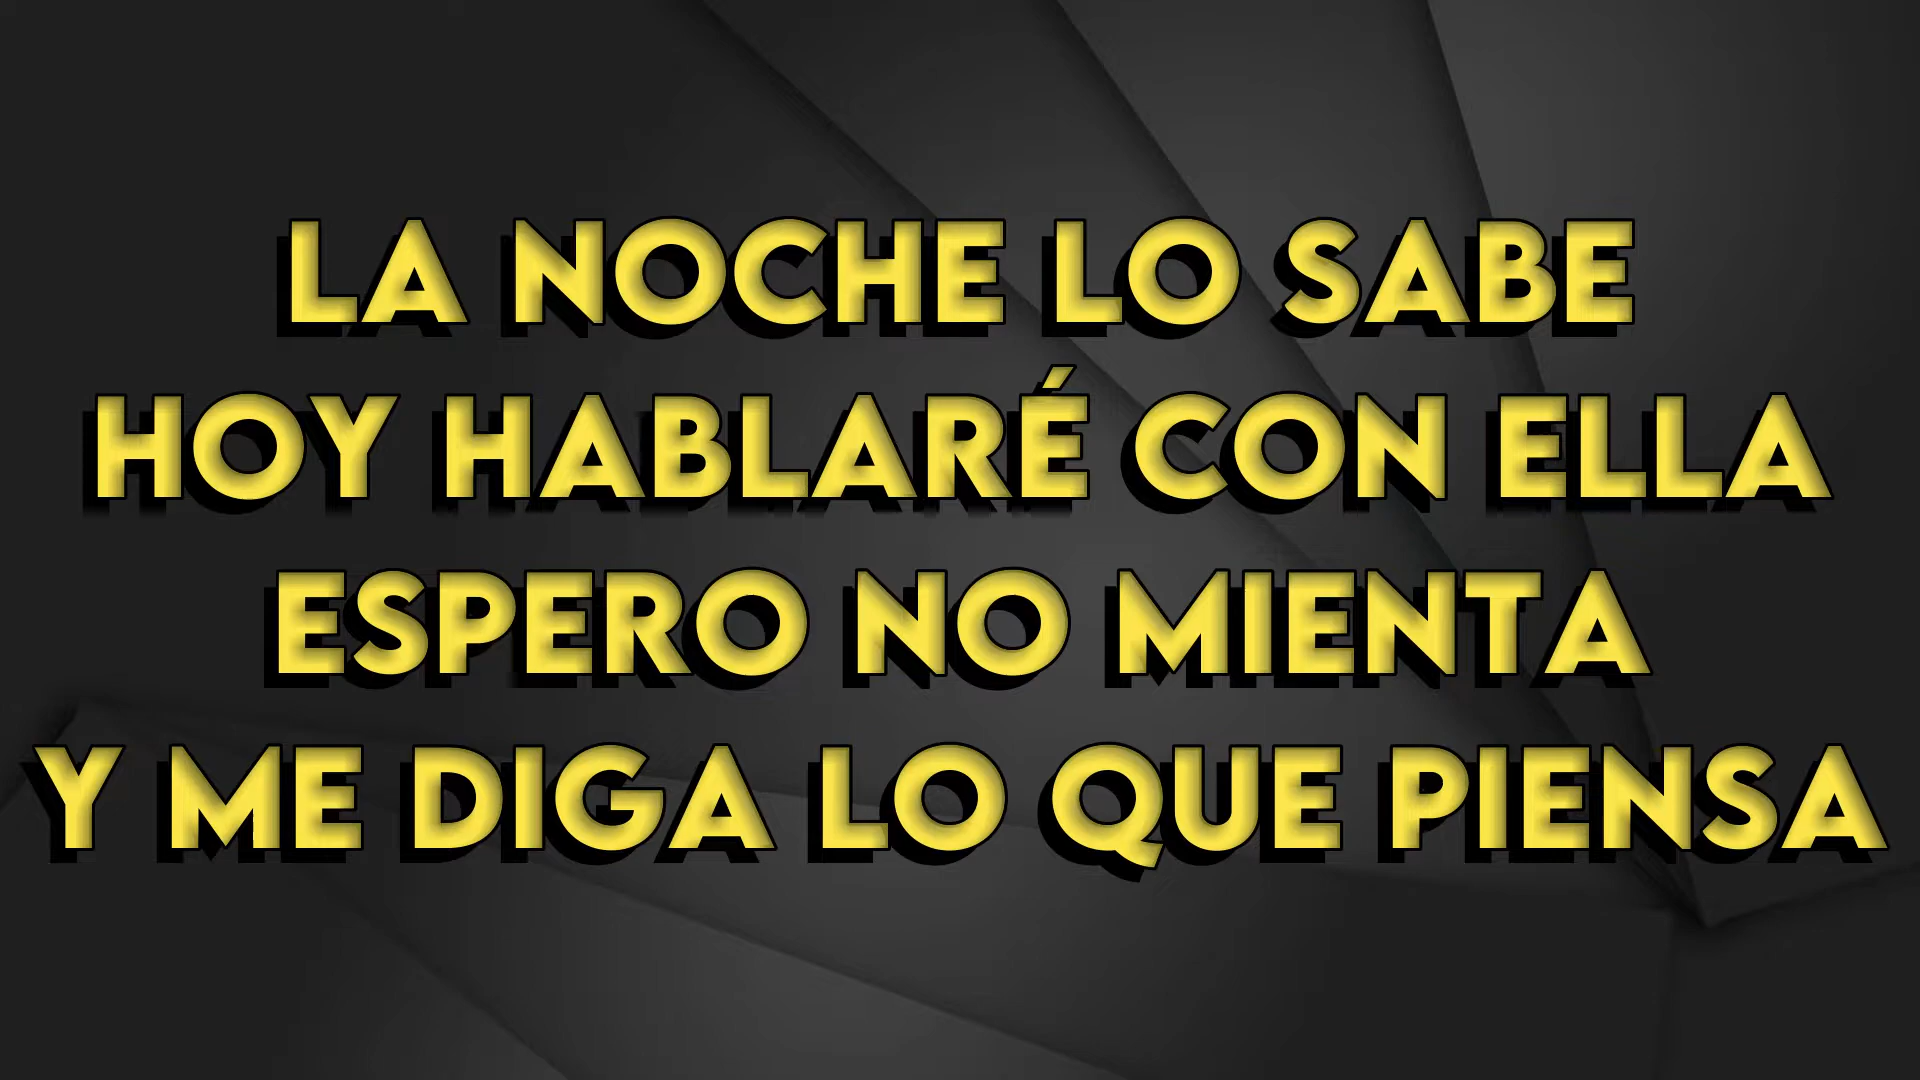 LA NOCHE LO SABE
HOY HABLARÉ CON ELLA
ESPERO NO MIENTA
Y ME DIGA LO QUE PIENSA